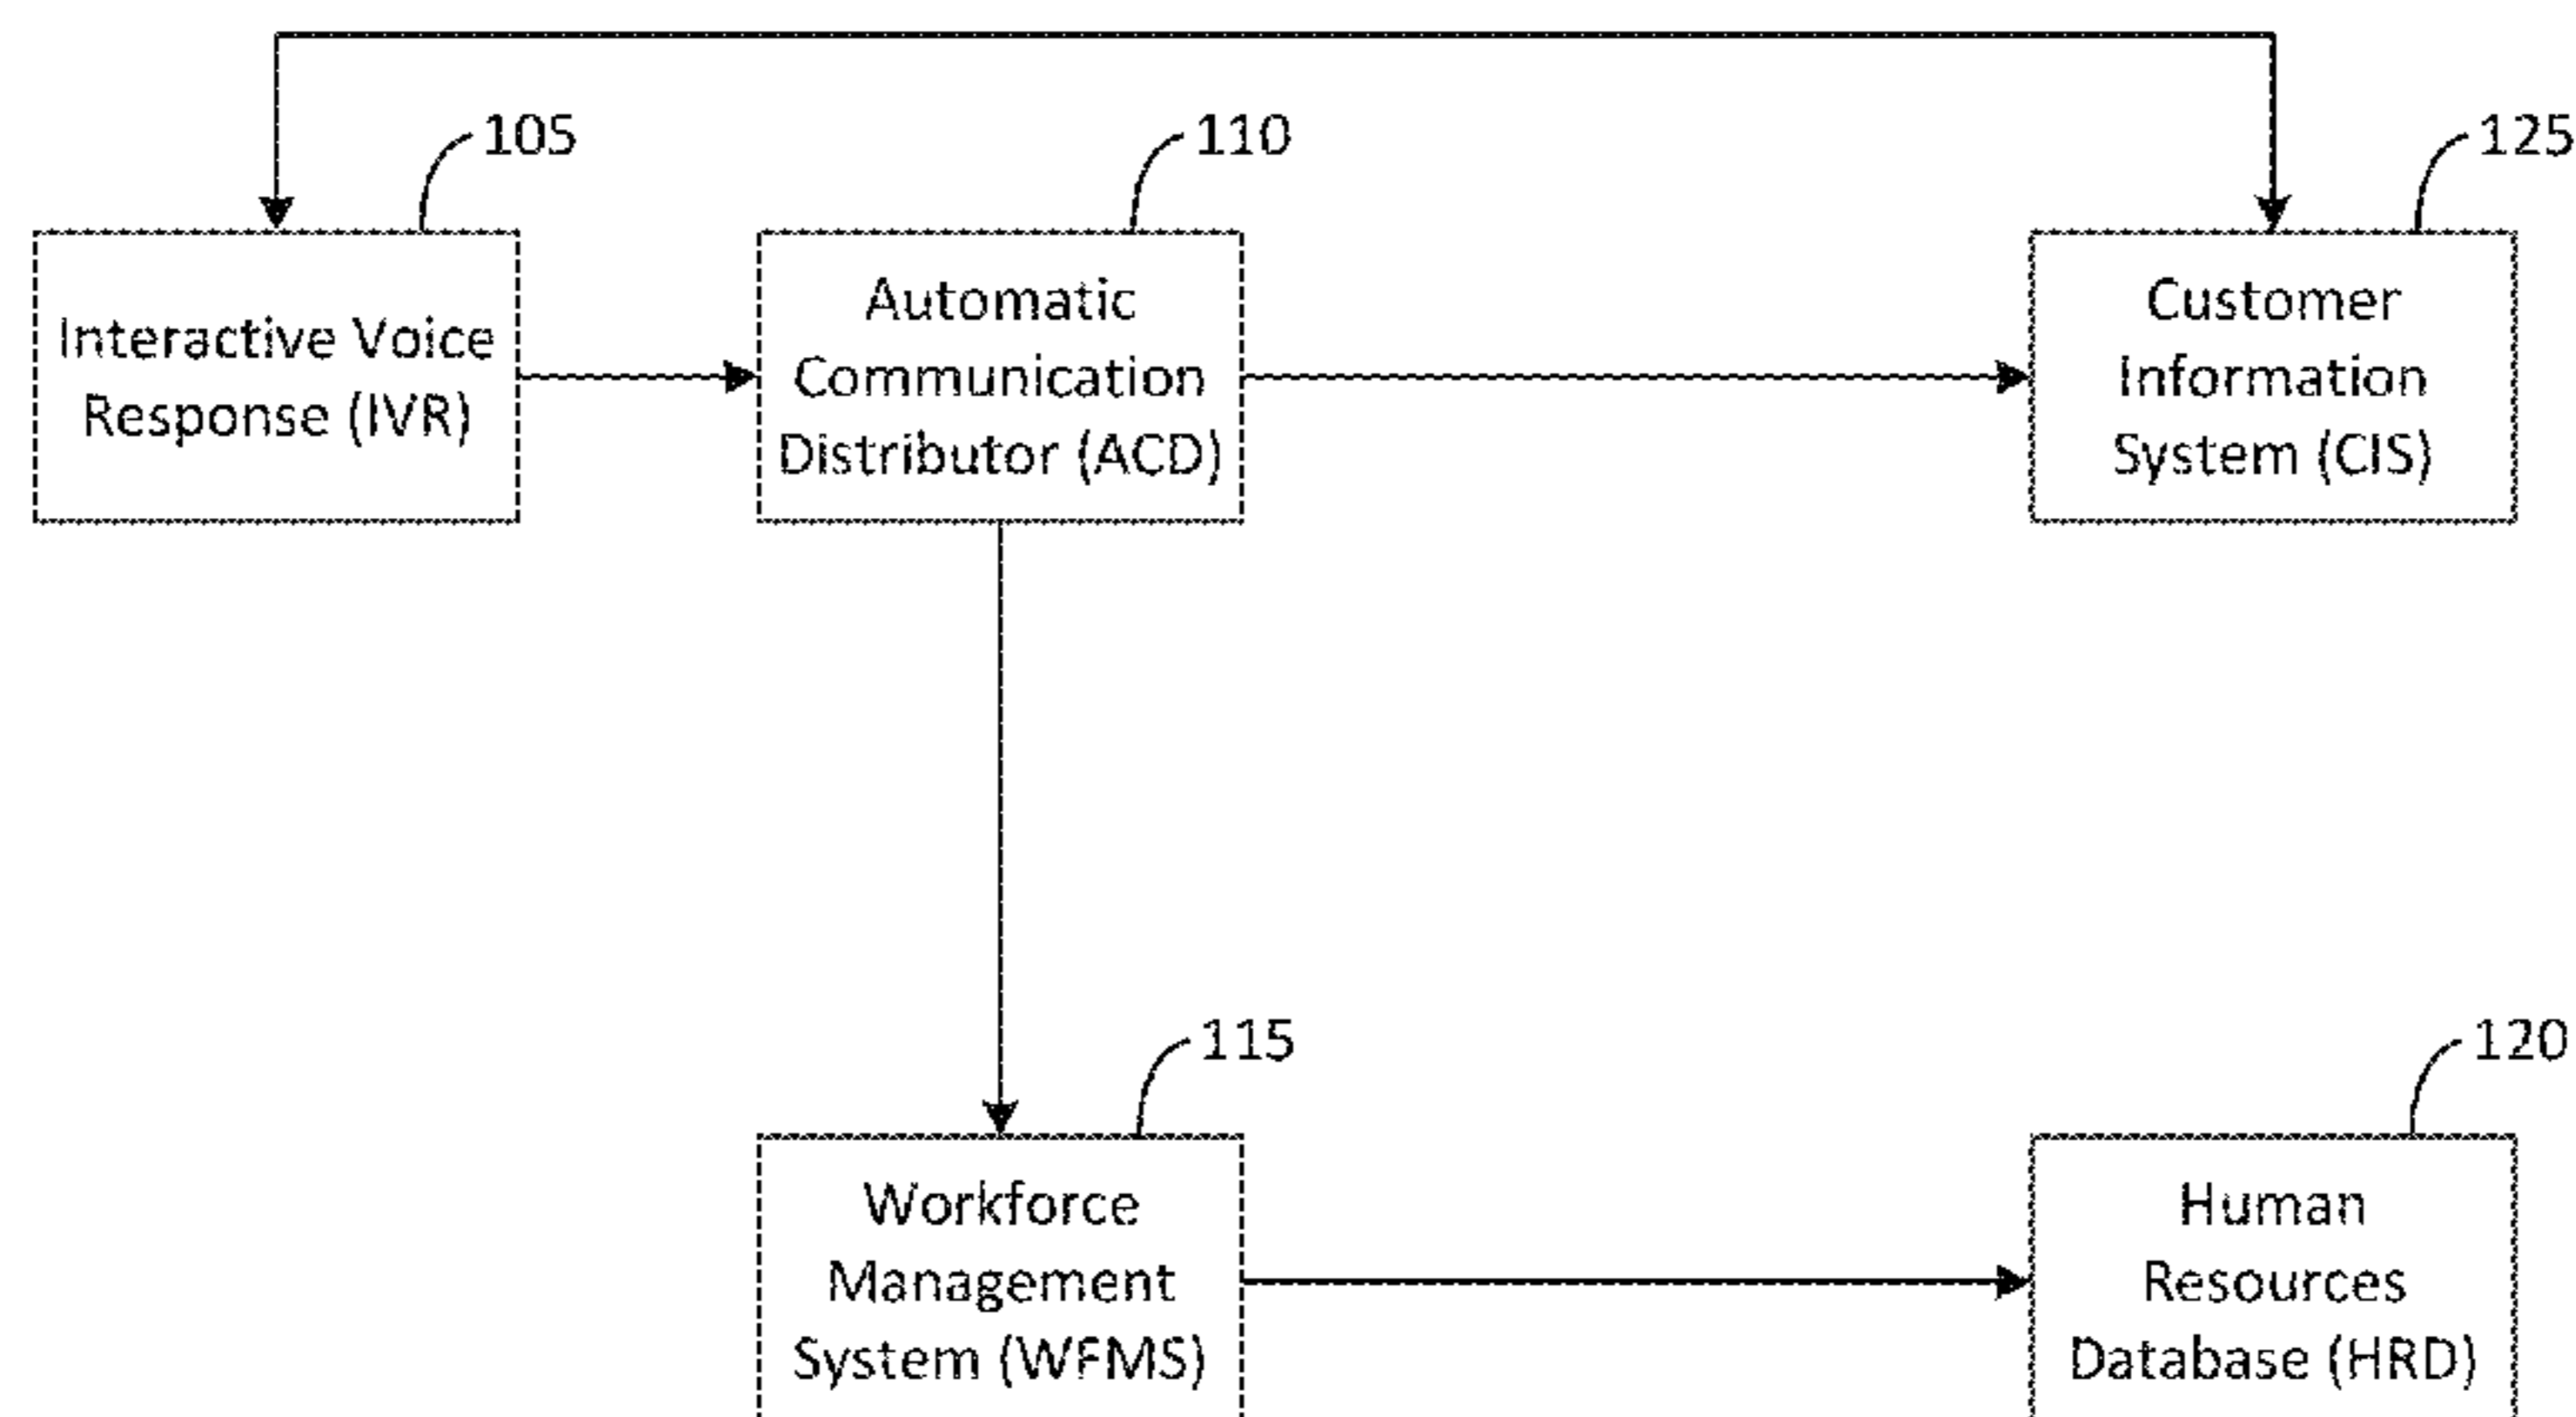 105
110
125
Interactive Voice
Response (IVR)
Automatic
Communication
Distributor (ACD)
Customer
Information
System (CIS)
115
120
Workforce
Management
System (WFMS)
Human
Resources
Database (HRD)